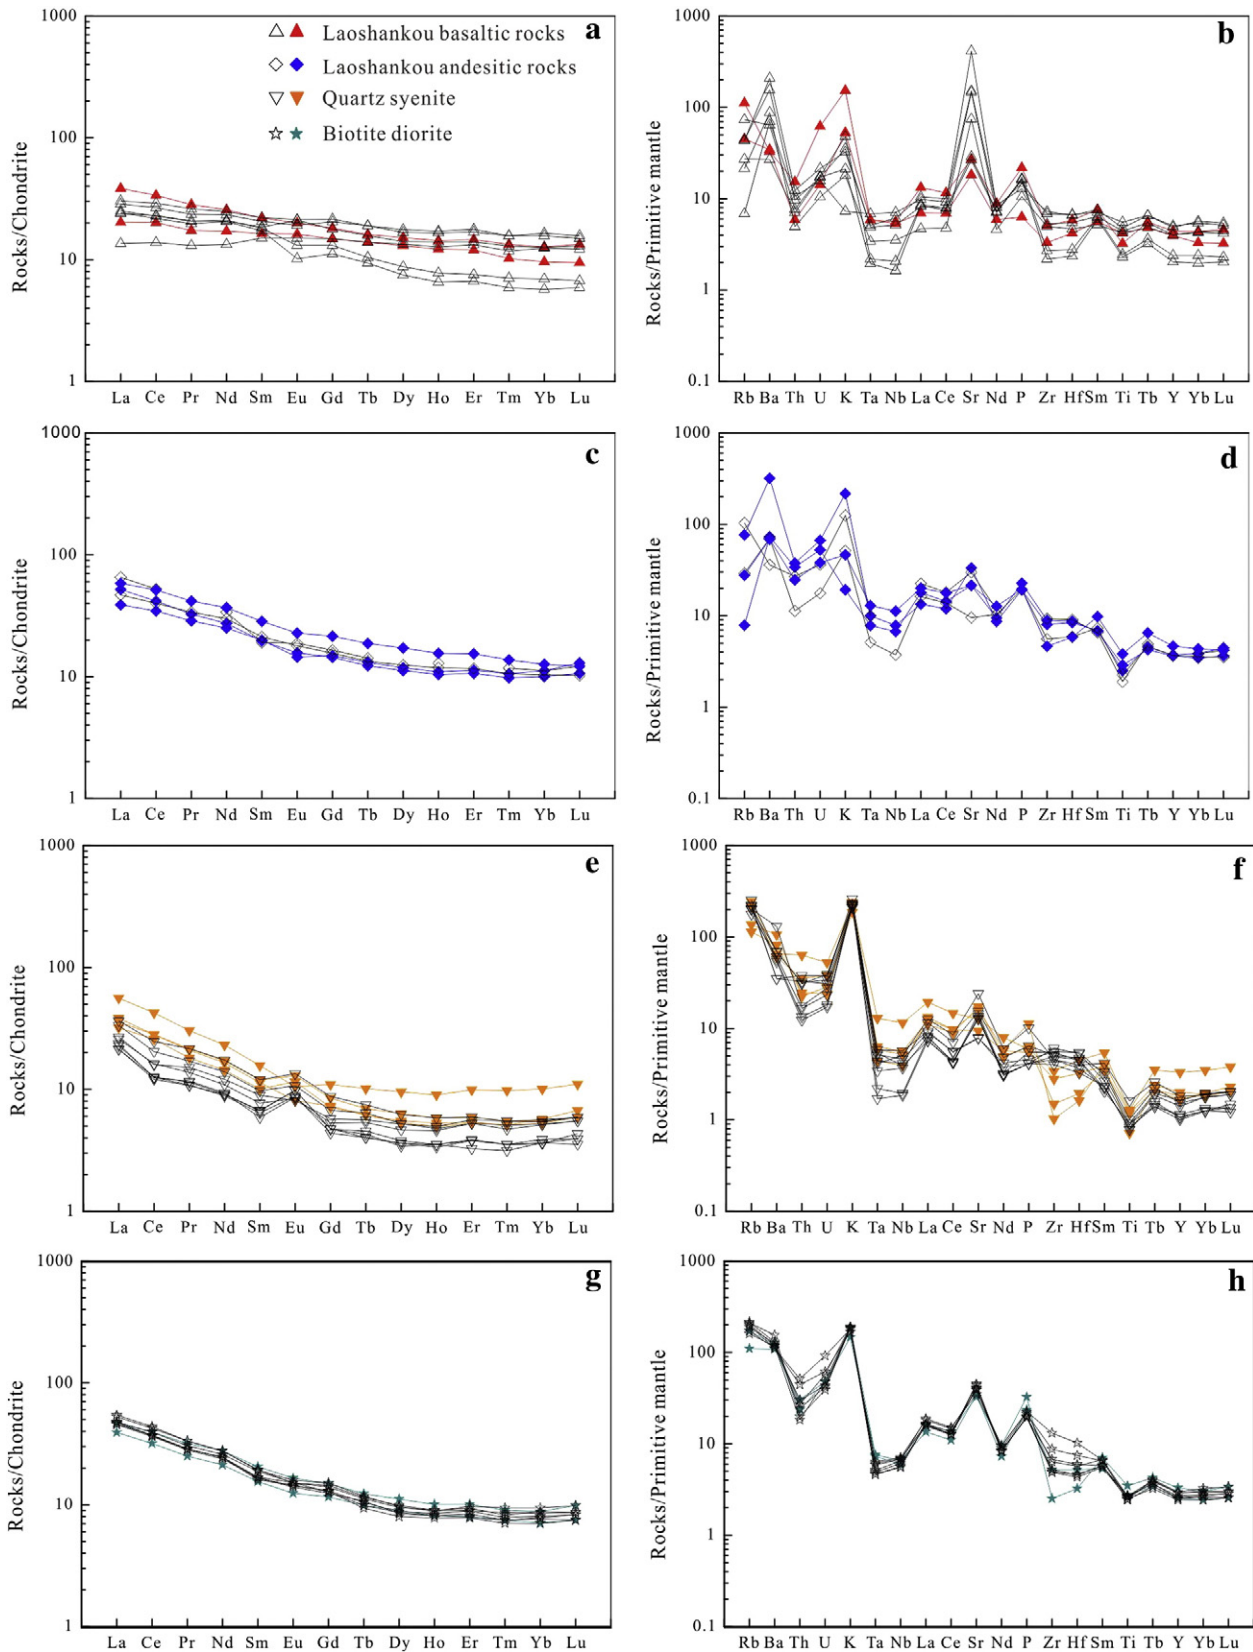 a
1000
100
10
1
Rocks/Chondrite
Laoshankou basaltic rocks
Laoshankou andesitic rocks
Quartz syenite
Biotite diorite
La Ce Pr Nd Sm Eu Gd Tb Dy Ho Er Tm Yb Lu
b
1000
100
10
1
0.1
Rocks/Primitive mantle
Rb Ba Th U K Ta Nb La Ce Sr Nd P Zr Hf Sm Ti Tb Y Yb Lu
c
1000
100
10
1
Rocks/Chondrite
La Ce Pr Nd Sm Eu Gd Tb Dy Ho Er Tm Yb Lu
d
1000
100
10
1
0.1
Rocks/Primitive mantle
Rb Ba Th U K Ta Nb La Ce Sr Nd P Zr Hf Sm Ti Tb Y Yb Lu
e
1000
100
10
1
Rocks/Chondrite
La Ce Pr Nd Sm Eu Gd Tb Dy Ho Er Tm Yb Lu
f
1000
100
10
1
0.1
Rocks/Primitive mantle
Rb Ba Th U K Ta Nb La Ce Sr Nd P Zr Hf Sm Ti Tb Y Yb Lu
g
1000
100
10
1
Rocks/Chondrite
La Ce Pr Nd Sm Eu Gd Tb Dy Ho Er Tm Yb Lu
h
1000
100
10
1
0.1
Rocks/Primitive mantle
Rb Ba Th U K Ta Nb La Ce Sr Nd P Zr Hf Sm Ti Tb Y Yb Lu